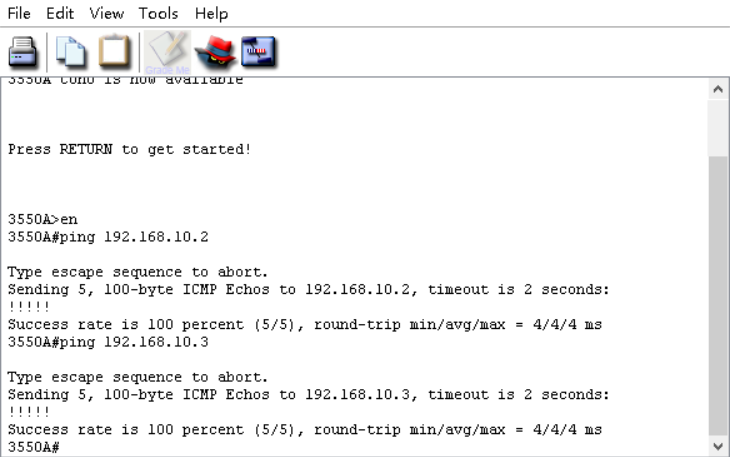 File Edit View Tools Help
Grade Me
3550A con0 is now available
Press RETURN to get started!
3550A>en
3550A#ping 192.168.10.2
Type escape sequence to abort.
Sending 5, 100-byte ICMP Echos to 192.168.10.2, timeout is 2 seconds:
!!!!!
Success rate is 100 percent (5/5), round-trip min/avg/max = 4/4/4 ms
3550A#ping 192.168.10.3
Type escape sequence to abort.
Sending 5, 100-byte ICMP Echos to 192.168.10.3, timeout is 2 seconds:
!!!!!
Success rate is 100 percent (5/5), round-trip min/avg/max = 4/4/4 ms
3550A#